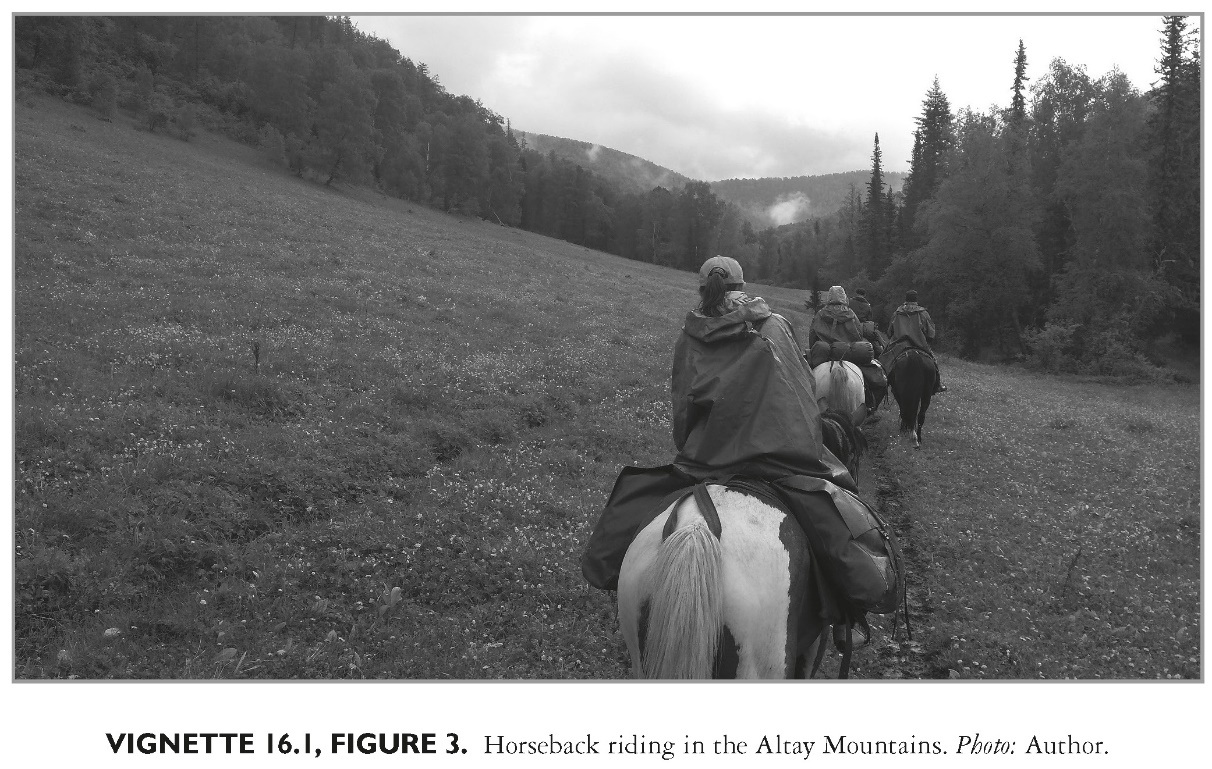 VIGNETTE 16.1, FIGURE 3. Horseback riding in the Altay Mountains. Photo: Author.